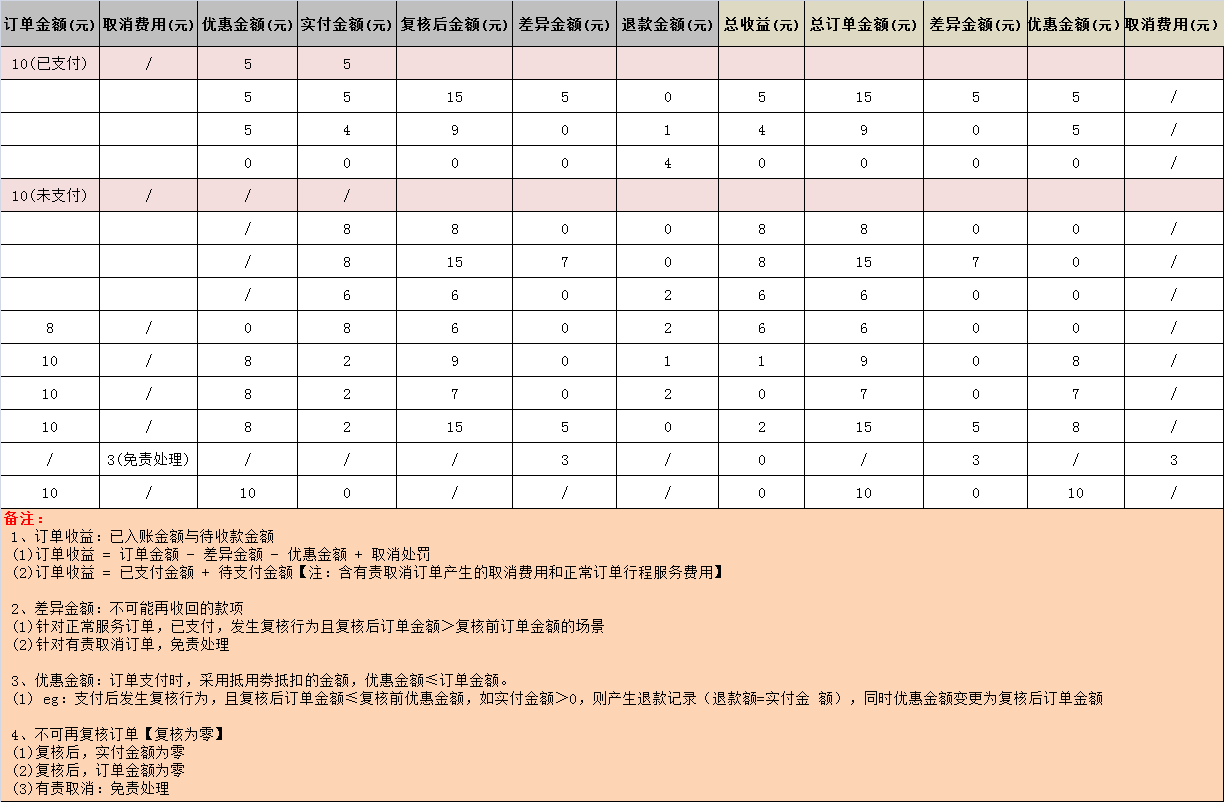 订单金额(元) 取消费用(元) 优惠金额(元) 实付金额(元) 复核后金额(元) 差异金额(元) 退款金额(元) 总收益(元) 总订单金额(元) 差异金额(元) 优惠金额(元) 取消费用(元)
10(已支付) / 5 5
5 5 15 5 0 5 15 5 5 /
5 4 9 0 1 4 9 0 5 /
0 0 0 0 4 0 0 0 0 /
10(未支付) / / /
/ 8 8 0 0 8 8 0 0 /
/ 8 15 7 0 8 15 7 0 /
/ 6 6 0 2 6 6 0 0 /
8 / 0 8 6 0 2 6 6 0 0 /
10 / 8 2 9 0 1 1 9 0 8 /
10 / 8 2 7 0 2 0 7 0 7 /
10 / 8 2 15 5 0 2 15 5 8 /
/ 3(免责处理) / / / 3 / 0 / 3 / 3
10 / 10 0 / / / 0 10 0 10 /
备注:
1、订单收益: 已入账金额与待收款金额
(1)订单收益 = 订单金额 - 差异金额 - 优惠金额 + 取消处罚
(2)订单收益 = 已支付金额 + 待支付金额【注: 含有责取消订单产生的取消费用和正常订单行程服务费用】
2、差异金额: 不可能再收回的款项
(1)针对正常服务订单, 已支付, 发生复核行为且复核后订单金额＞复核前订单金额的场景
(2)针对有责取消订单, 免责处理
3、优惠金额: 订单支付时, 采用抵用券抵扣的金额, 优惠金额≤订单金额。
(1) eg: 支付后发生复核行为, 且复核后订单金额≤复核前优惠金额, 如实付金额＞0, 则产生退款记录 (退款额=实付金 额) , 同时优惠金额变更为复核后订单金额
4、不可再复核订单【复核为零】
(1)复核后, 实付金额为零
(2)复核后, 订单金额为零
(3)有责取消: 免责处理